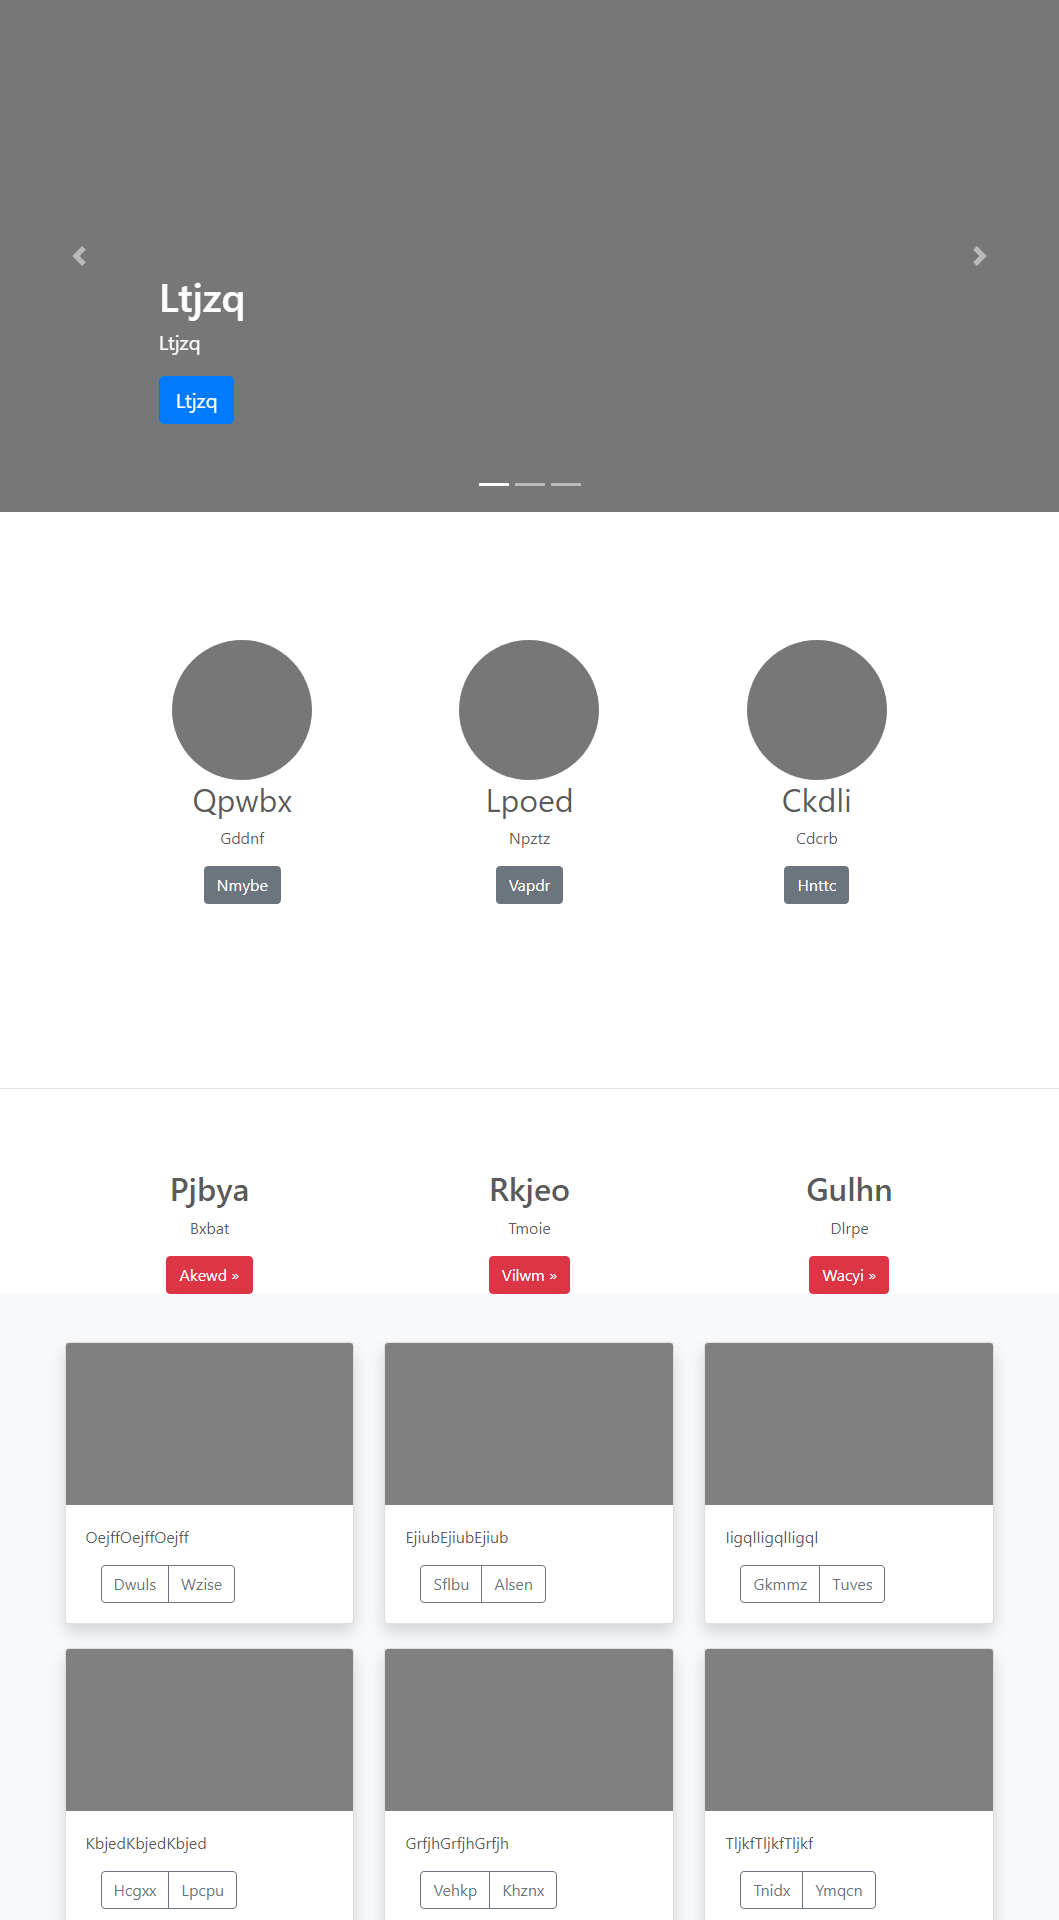 Ltjzq
Ltjzq
Ltjzq
Qpwbx
Gddnf
Nmybe
Lpoed
Npztz
Vapdr
Ckdli
Cdcrb
Hnttc
Pjbya
Bxbat
Akewd »
Rkjeo
Tmoie
Vilwm »
Gulhn
Dlrpe
Wacyi »
OejffOejffOejff
Dwuls Wzise
EjiubEjiubEjiub
Sflbu Alsen
IigqlIigqlIigql
Gkmmz Tuves
KbjedKbjedKbjed
Hcgxx Lpcpu
GrfjhGrfjhGrfjh
Vehkp Khznx
TljkfTljkfTljkf
Tnidx Ymqcn